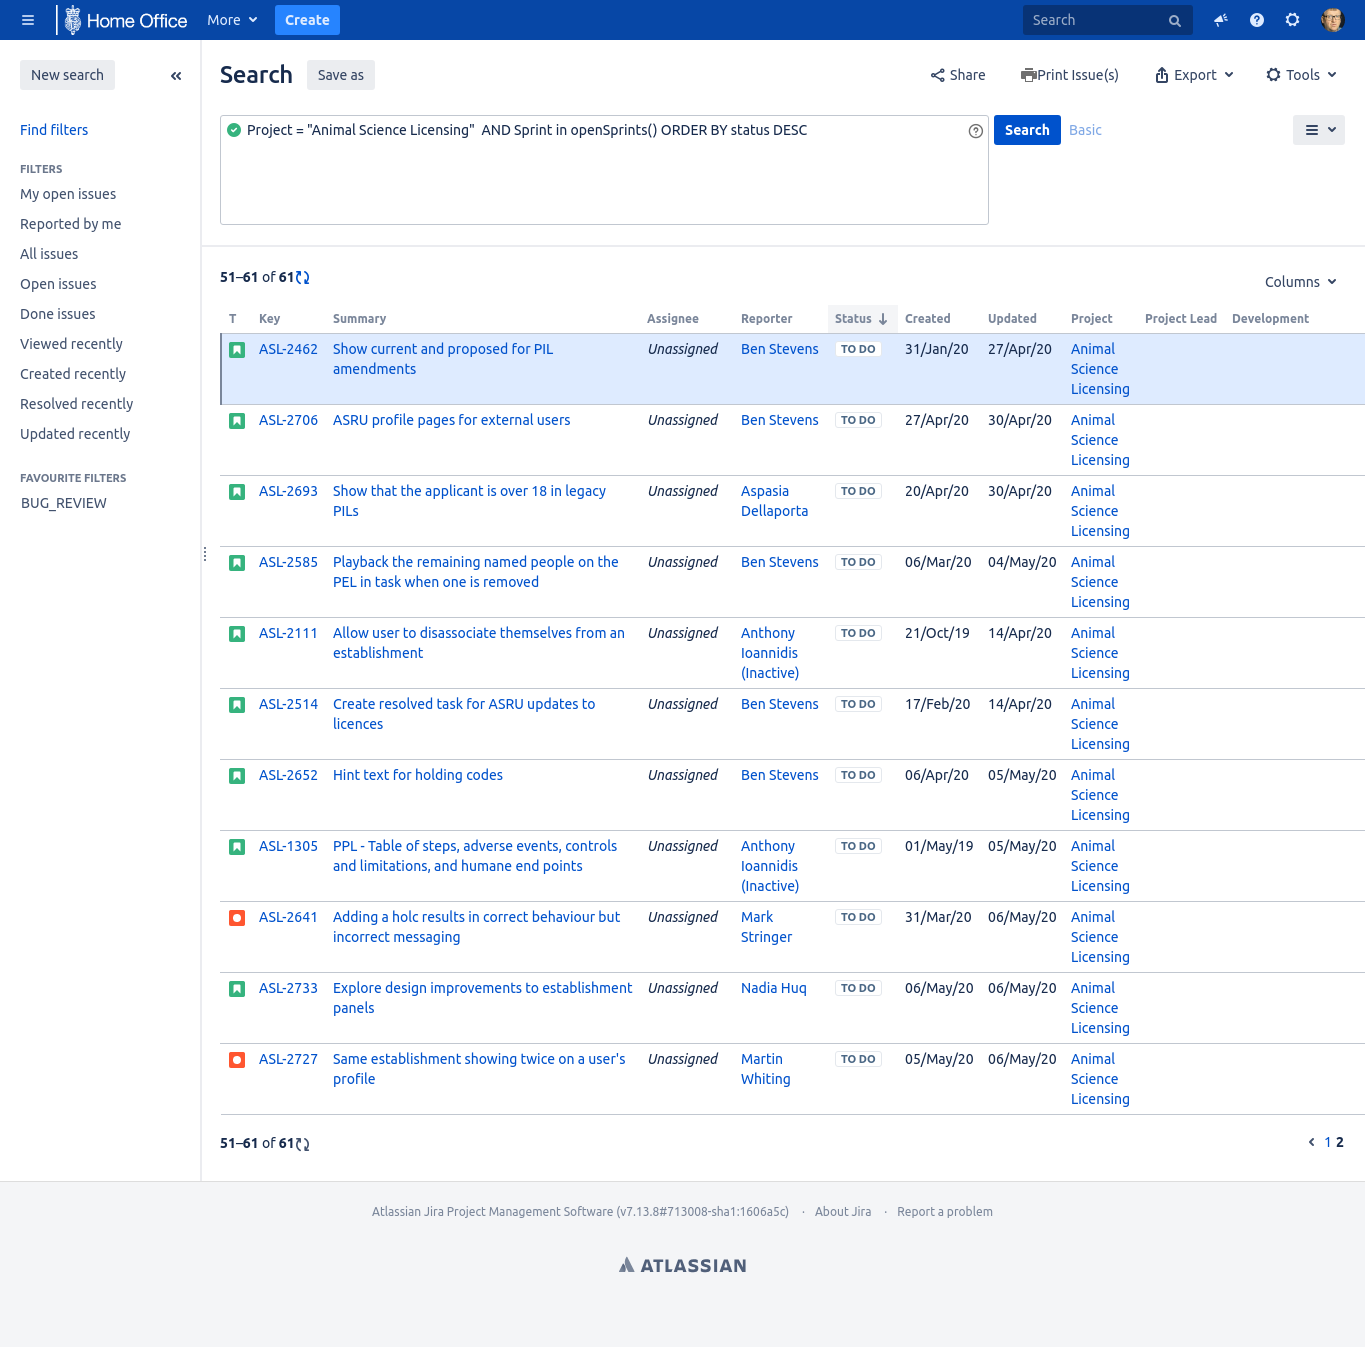 Home Office More Create Search
New search « Search Save as Share Print Issue(s) Export Tools
Find filters
FILTERS
My open issues
Reported by me
All issues
Open issues
Done issues
Viewed recently
Created recently
Resolved recently
Updated recently
FAVOURITE FILTERS
BUG_REVIEW
Project = "Animal Science Licensing"  AND Sprint in openSprints() ORDER BY status DESC
Search Basic
51–61 of 61
Columns
T Key Summary Assignee Reporter Status ↓ Created Updated Project Project Lead Development
ASL-2462 Show current and proposed for PIL Unassigned Ben Stevens TO DO 31/Jan/20 27/Apr/20 Animal
amendments Science
Licensing
ASL-2706 ASRU profile pages for external users Unassigned Ben Stevens TO DO 27/Apr/20 30/Apr/20 Animal
Science
Licensing
ASL-2693 Show that the applicant is over 18 in legacy Unassigned Aspasia TO DO 20/Apr/20 30/Apr/20 Animal
PILs Dellaporta Science
Licensing
ASL-2585 Playback the remaining named people on the Unassigned Ben Stevens TO DO 06/Mar/20 04/May/20 Animal
PEL in task when one is removed Science
Licensing
ASL-2111 Allow user to disassociate themselves from an Unassigned Anthony TO DO 21/Oct/19 14/Apr/20 Animal
establishment Ioannidis Science
(Inactive) Licensing
ASL-2514 Create resolved task for ASRU updates to Unassigned Ben Stevens TO DO 17/Feb/20 14/Apr/20 Animal
licences Science
Licensing
ASL-2652 Hint text for holding codes Unassigned Ben Stevens TO DO 06/Apr/20 05/May/20 Animal
Science
Licensing
ASL-1305 PPL - Table of steps, adverse events, controls Unassigned Anthony TO DO 01/May/19 05/May/20 Animal
and limitations, and humane end points Ioannidis Science
(Inactive) Licensing
ASL-2641 Adding a holc results in correct behaviour but Unassigned Mark TO DO 31/Mar/20 06/May/20 Animal
incorrect messaging Stringer Science
Licensing
ASL-2733 Explore design improvements to establishment Unassigned Nadia Huq TO DO 06/May/20 06/May/20 Animal
panels Science
Licensing
ASL-2727 Same establishment showing twice on a user's Unassigned Martin TO DO 05/May/20 06/May/20 Animal
profile Whiting Science
Licensing
51–61 of 61 1 2
Atlassian Jira Project Management Software (v7.13.8#713008-sha1:1606a5c) · About Jira · Report a problem
ATLASSIAN